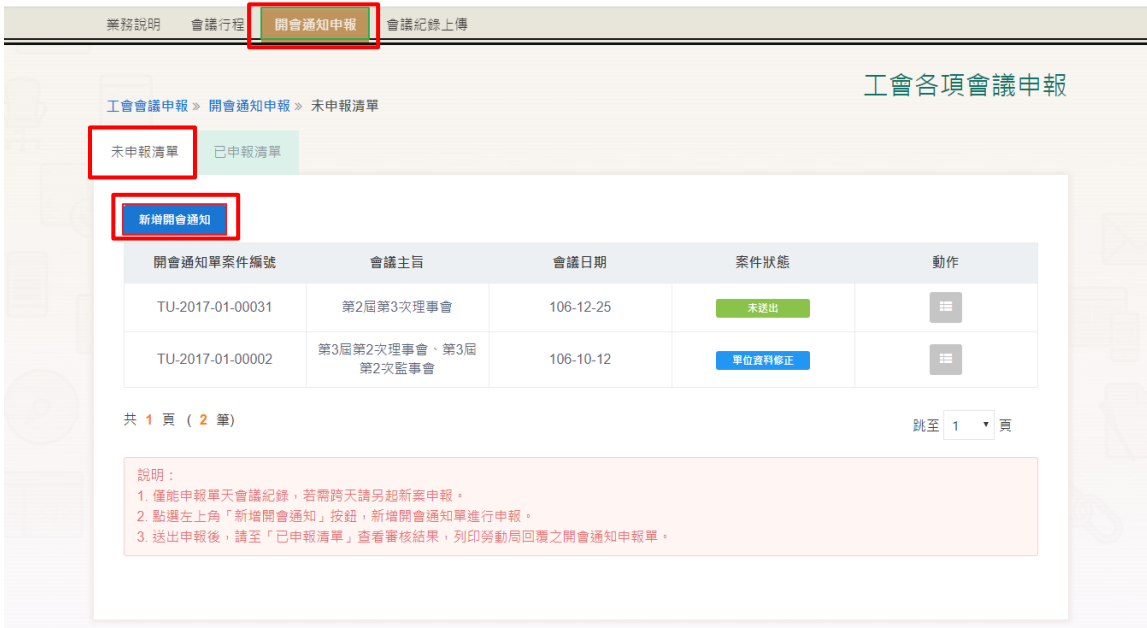 業務說明 會議行程 開會通知申報 會議紀錄上傳
工會各項會議申報
工會會議申報 » 開會通知申報 » 未申報清單
未申報清單 已申報清單
新增開會通知
開會通知單案件編號 會議主旨 會議日期 案件狀態 動作
TU-2017-01-00031 第2屆第3次理事會 106-12-25 未送出
TU-2017-01-00002 第3屆第2次理事會、第3屆 106-10-12 單位資料修正
第2次監事會
共 1 頁 ( 2 筆)
跳至 1 頁
說明：
1. 僅能申報單天會議紀錄，若需跨天請另起新案申報。
2. 點選左上角「新增開會通知」按鈕，新增開會通知單進行申報。
3. 送出申報後，請至「已申報清單」查看審核結果，列印勞動局回覆之開會通知申報單。